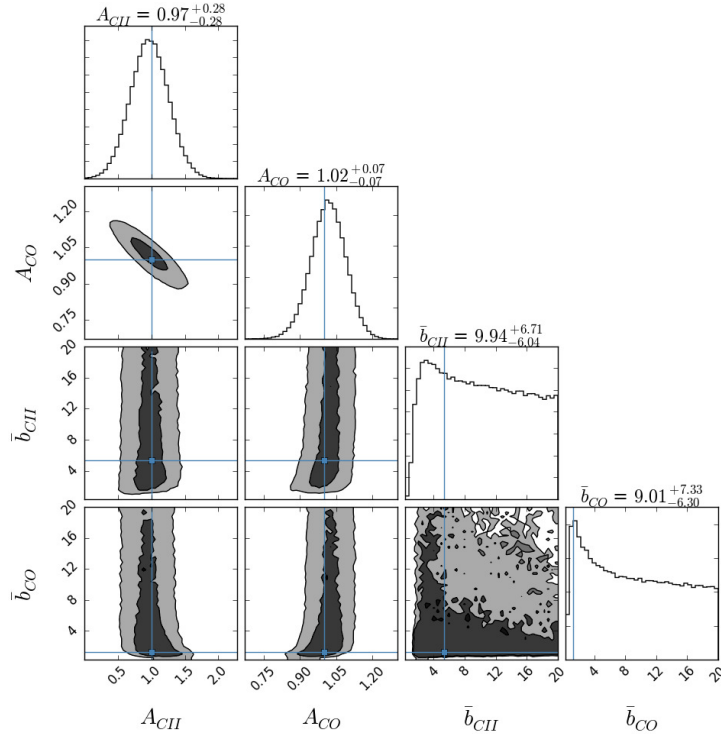 A_{CII} = 0.97^{+0.28}_{-0.28}
A_{CO} = 1.02^{+0.07}_{-0.07}
1.20
1.05
0.90
0.75
A_{CO}
b̄_{CII} = 9.94^{+6.71}_{-6.04}
20
16
12
8
4
b̄_{CII}
b̄_{CO} = 9.01^{+7.33}_{-6.30}
20
16
12
8
4
b̄_{CO}
0.5 1.0 1.5 2.0 0.75 0.90 1.05 1.20 4 8 12 16 20 4 8 12 16 20
A_{CII} A_{CO} b̄_{CII} b̄_{CO}